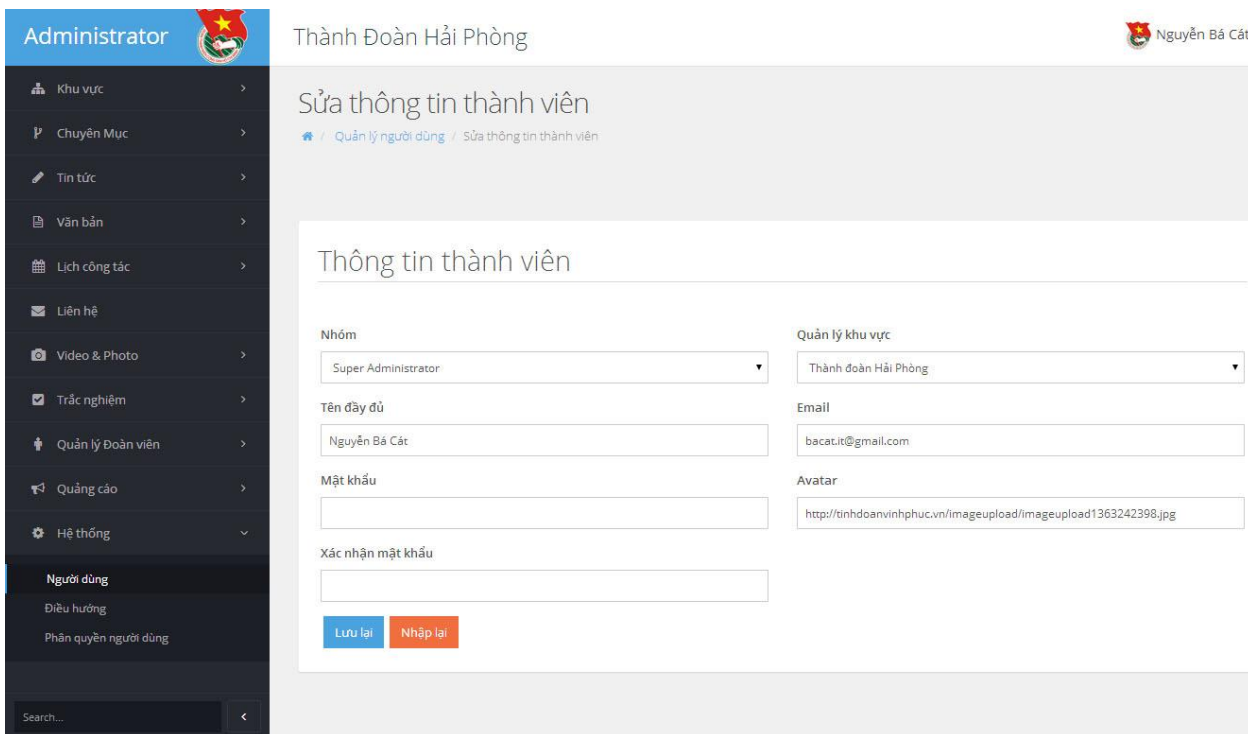 Administrator
Thành Đoàn Hải Phòng
Nguyễn Bá Cát
Khu vực
Chuyên Mục
Tin tức
Văn bản
Lịch công tác
Liên hệ
Video & Photo
Trắc nghiệm
Quản lý Đoàn viên
Quảng cáo
Hệ thống
Người dùng
Điều hướng
Phân quyền người dùng
Search...
Sửa thông tin thành viên
/ Quản lý người dùng / Sửa thông tin thành viên
Thông tin thành viên
Nhóm
Quản lý khu vực
Super Administrator
Thành đoàn Hải Phòng
Tên đầy đủ
Email
Nguyễn Bá Cát
bacat.it@gmail.com
Mật khẩu
Avatar
http://tinhdoanvinhphuc.vn/imageupload/imageupload1363242398.jpg
Xác nhận mật khẩu
Lưu lại
Nhập lại